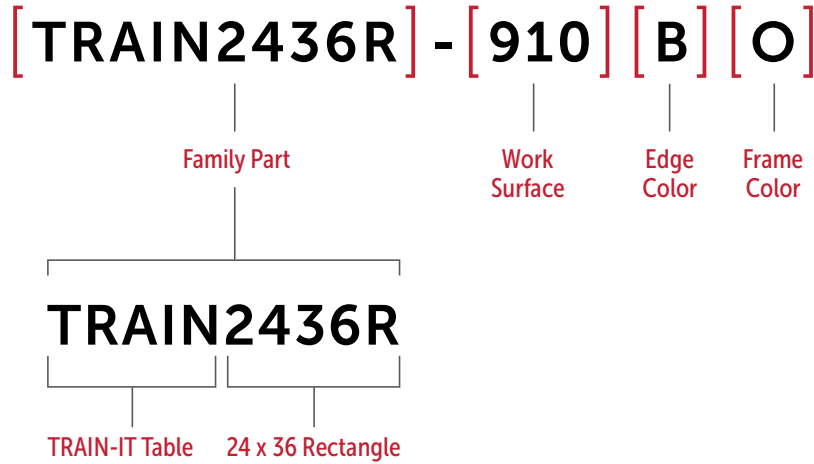 [TRAIN2436R]-[910][B][O]
Family Part
Work
Surface
Edge
Color
Frame
Color
TRAIN2436R
TRAIN-IT Table
24 x 36 Rectangle